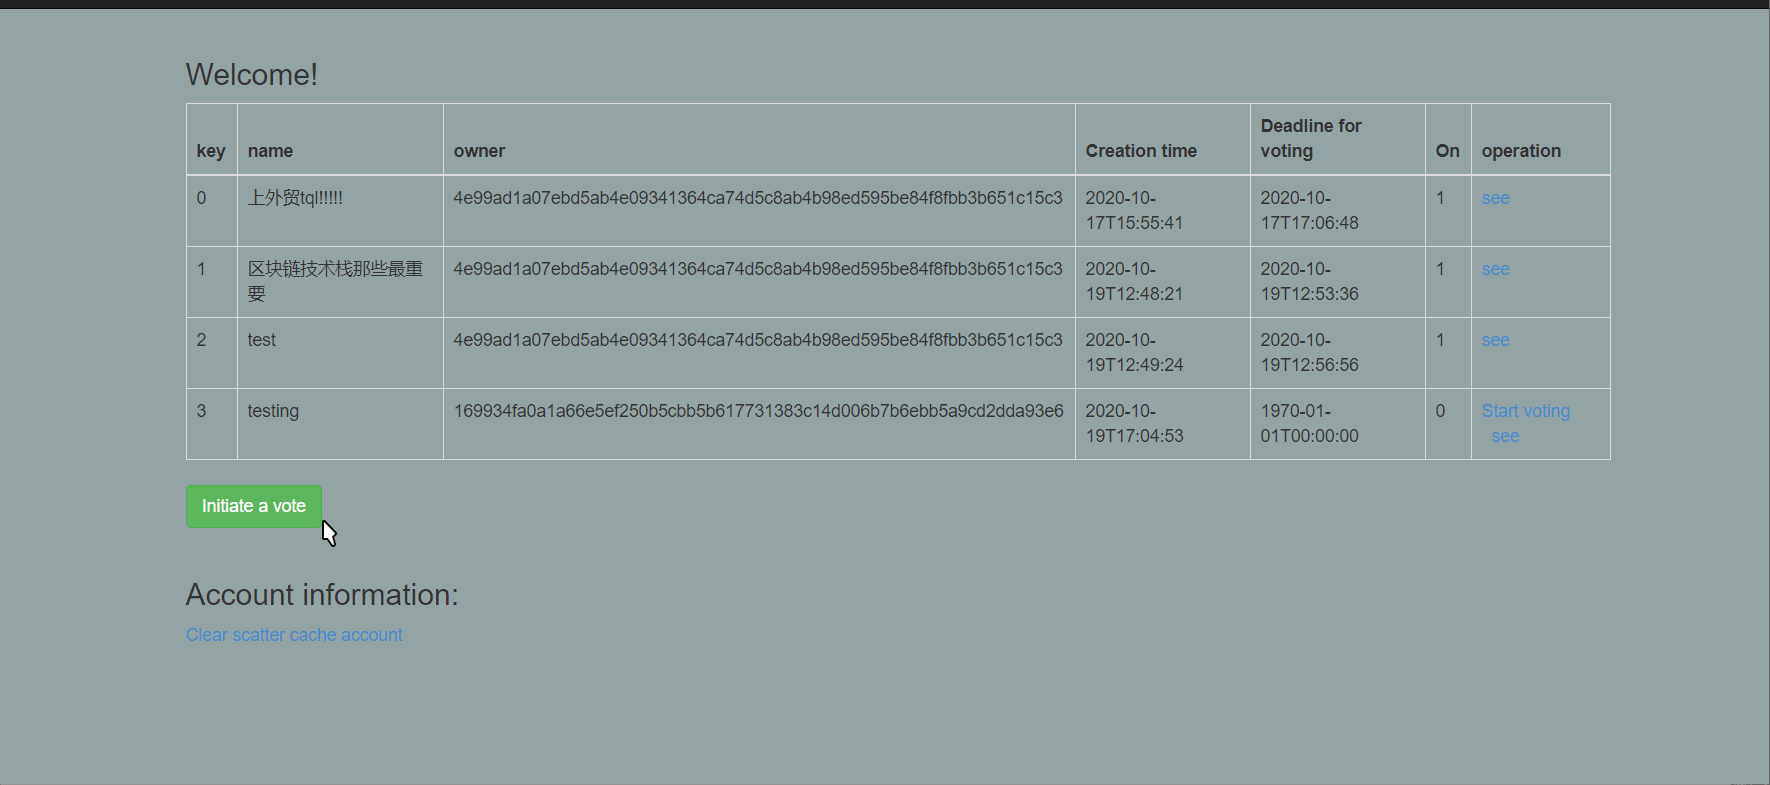 Welcome!
key name owner Creation time Deadline for voting On operation
0 上外贸tql!!!!! 4e99ad1a07ebd5ab4e09341364ca74d5c8ab4b98ed595be84f8fbb3b651c15c3 2020-10-17T15:55:41 2020-10-17T17:06:48 1 see
1 区块链技术栈那些最重要 4e99ad1a07ebd5ab4e09341364ca74d5c8ab4b98ed595be84f8fbb3b651c15c3 2020-10-19T12:48:21 2020-10-19T12:53:36 1 see
2 test 4e99ad1a07ebd5ab4e09341364ca74d5c8ab4b98ed595be84f8fbb3b651c15c3 2020-10-19T12:49:24 2020-10-19T12:56:56 1 see
3 testing 169934fa0a1a66e5ef250b5cbb5b617731383c14d006b7b6ebb5a9cd2dda93e6 2020-10-19T17:04:53 1970-01-01T00:00:00 0 Start voting see
Initiate a vote
Account information:
Clear scatter cache account